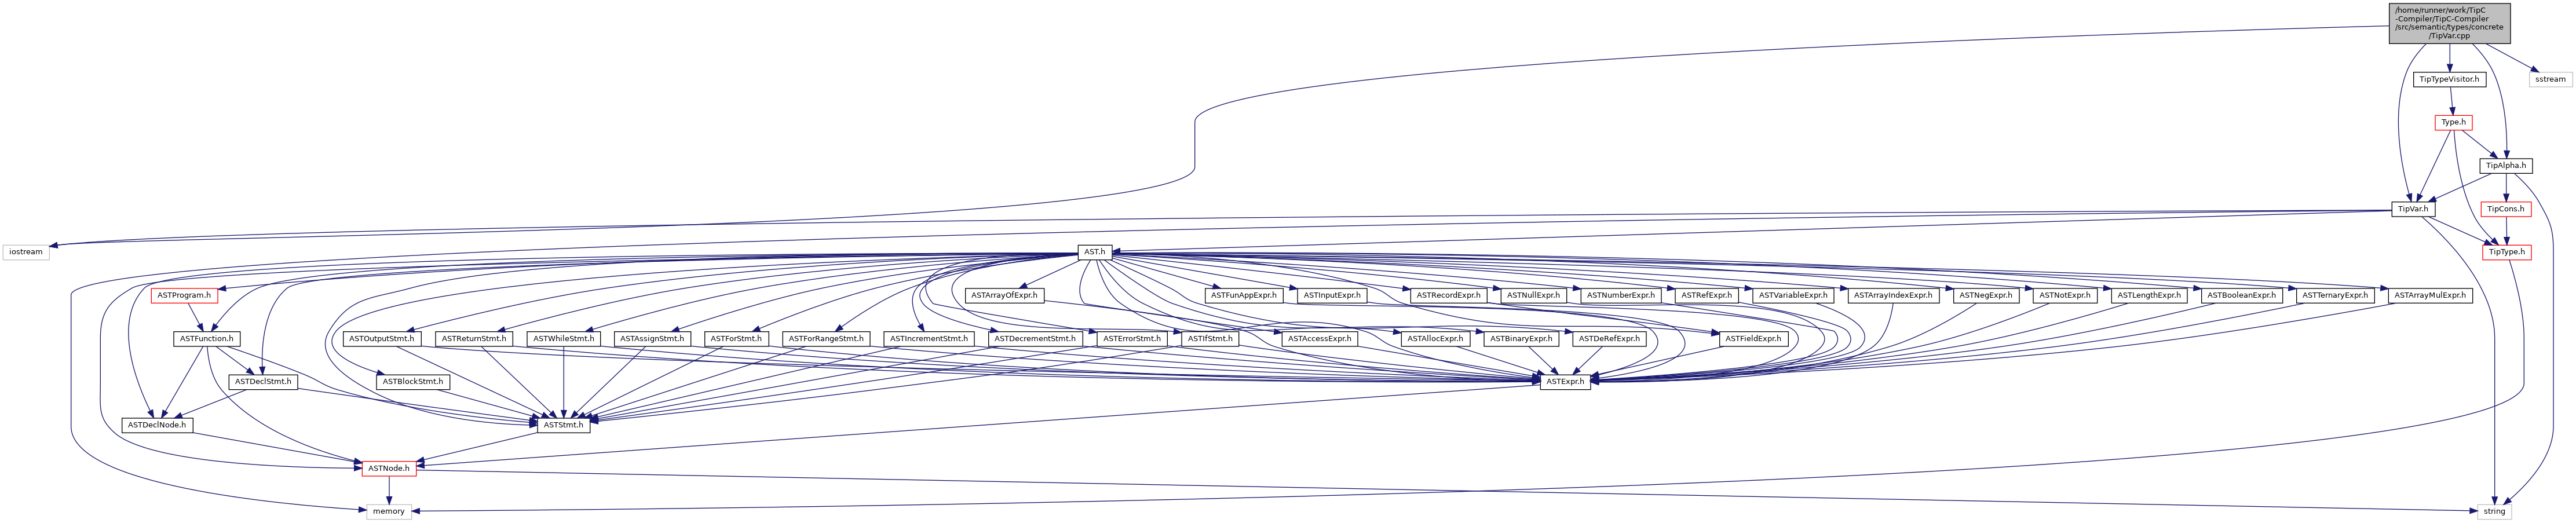 /home/runner/work/TipC
-Compiler/TipC-Compiler
/src/semantic/types/concrete
/TipVar.cpp
TipTypeVisitor.h
sstream
Type.h
TipAlpha.h
TipVar.h
TipCons.h
iostream
AST.h
TipType.h
ASTProgram.h
ASTArrayOfExpr.h
ASTFunAppExpr.h
ASTInputExpr.h
ASTRecordExpr.h
ASTNullExpr.h
ASTNumberExpr.h
ASTRefExpr.h
ASTVariableExpr.h
ASTArrayIndexExpr.h
ASTNegExpr.h
ASTNotExpr.h
ASTLengthExpr.h
ASTBooleanExpr.h
ASTTernaryExpr.h
ASTArrayMulExpr.h
ASTFunction.h
ASTOutputStmt.h
ASTReturnStmt.h
ASTWhileStmt.h
ASTAssignStmt.h
ASTForStmt.h
ASTForRangeStmt.h
ASTIncrementStmt.h
ASTDecrementStmt.h
ASTErrorStmt.h
ASTIfStmt.h
ASTAccessExpr.h
ASTAllocExpr.h
ASTBinaryExpr.h
ASTDeRefExpr.h
ASTFieldExpr.h
ASTDeclStmt.h
ASTBlockStmt.h
ASTExpr.h
ASTDeclNode.h
ASTStmt.h
ASTNode.h
memory
string